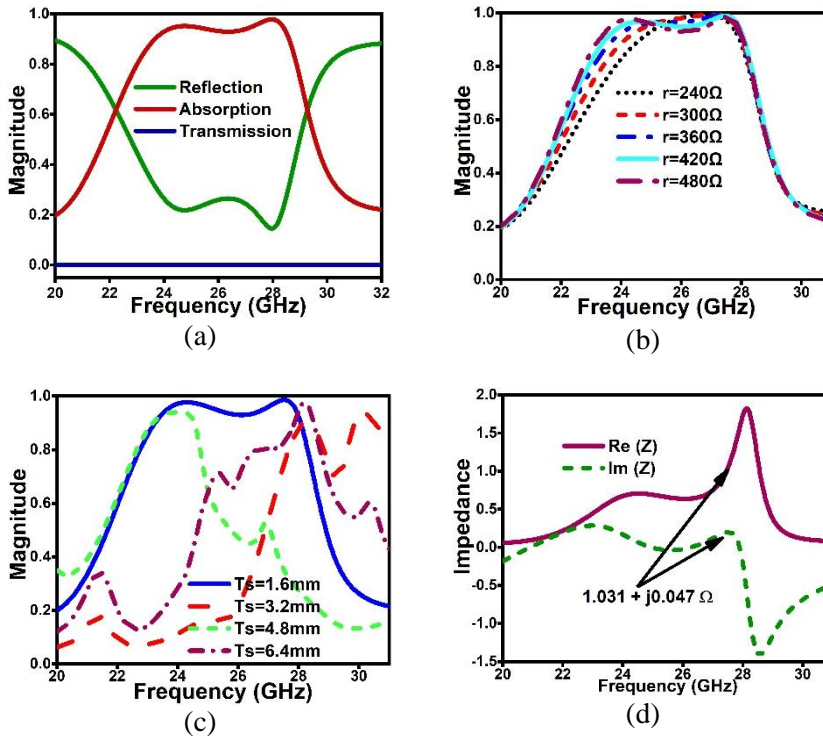 1.0
0.8
0.6
0.4
0.2
0.0
Magnitude
Reflection
Absorption
Transmission
20 22 24 26 28 30 32
Frequency (GHz)
(a)
1.0
0.8
0.6
0.4
0.2
0.0
Magnitude
r=240Ω
r=300Ω
r=360Ω
r=420Ω
r=480Ω
20 22 24 26 28 30
Frequency (GHz)
(b)
1.0
0.8
0.6
0.4
0.2
0.0
Magnitude
Ts=1.6mm
Ts=3.2mm
Ts=4.8mm
Ts=6.4mm
20 22 24 26 28 30
Frequency (GHz)
(c)
2.0
1.5
1.0
0.5
0.0
-0.5
-1.0
-1.5
Impedance
Re (Z)
Im (Z)
1.031 + j0.047 Ω
20 22 24 26 28 30
Frequency (GHz)
(d)